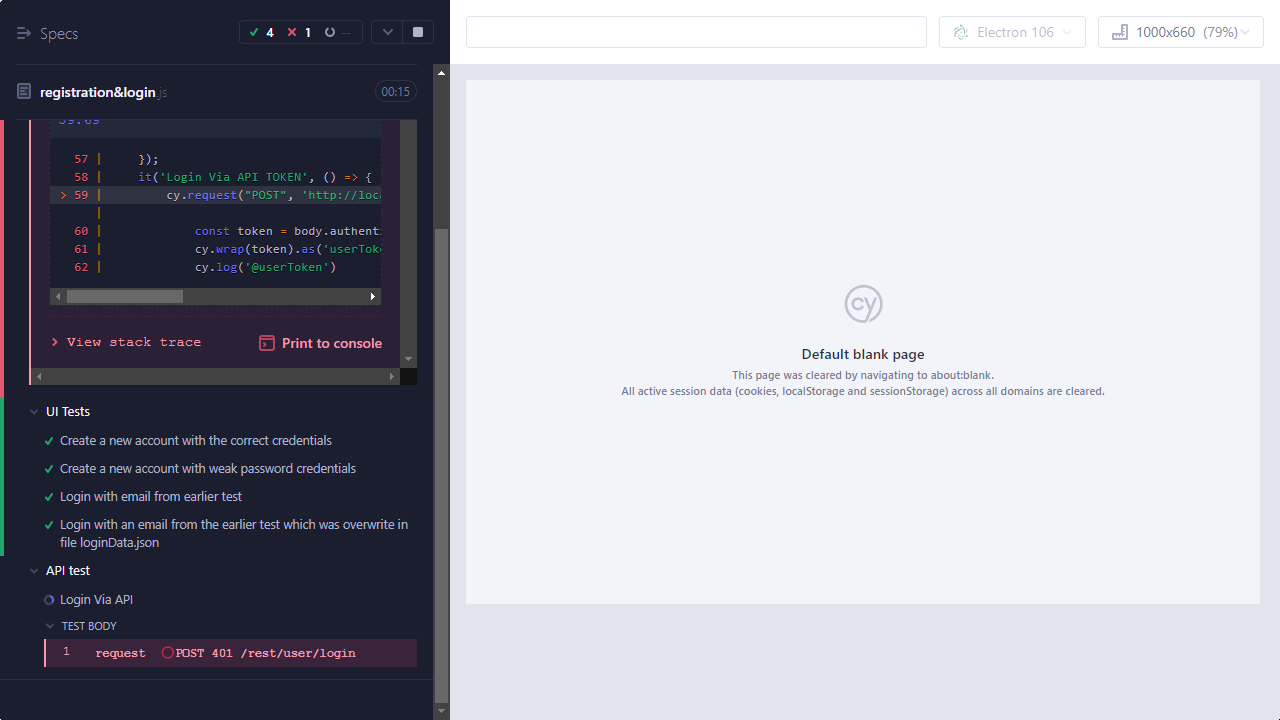 Specs
4
1
--
registration&login.js
00:15
59:69
57 | });
58 | it('Login Via API TOKEN', () => {
> 59 | cy.request("POST", 'http://loc
|
60 | const token = body.authenti
61 | cy.wrap(token).as('userTok
62 | cy.log('@userToken')
> View stack trace
Print to console
UI Tests
Create a new account with the correct credentials
Create a new account with weak password credentials
Login with email from earlier test
Login with an email from the earlier test which was overwrite in
file loginData.json
API test
Login Via API
TEST BODY
1 request POST 401 /rest/user/login
Electron 106
1000x660 (79%)
cy
Default blank page
This page was cleared by navigating to about:blank.
All active session data (cookies, localStorage and sessionStorage) across all domains are cleared.